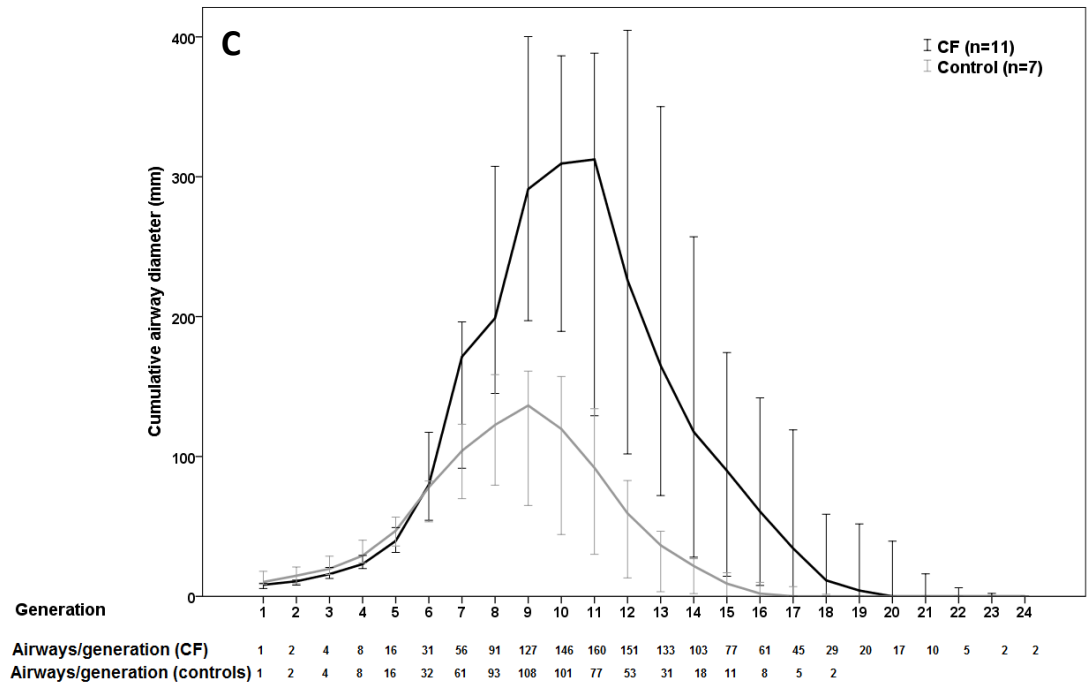 C
CF (n=11)
Control (n=7)
Cumulative airway diameter (mm)
400
300
200
100
0
Generation 1 2 3 4 5 6 7 8 9 10 11 12 13 14 15 16 17 18 19 20 21 22 23 24
Airways/generation (CF) 1 2 4 8 16 31 56 91 127 146 160 151 133 103 77 61 45 29 20 17 10 5 2 2
Airways/generation (controls) 1 2 4 8 16 32 61 93 108 101 77 53 31 18 11 8 5 2